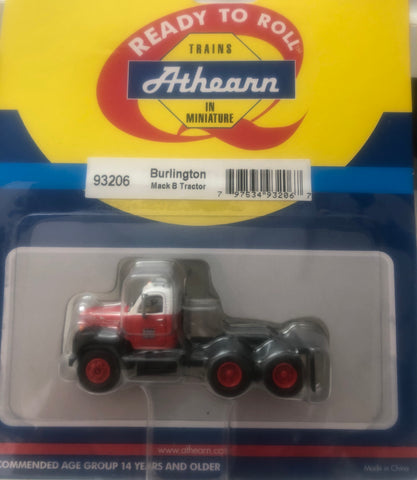 READY TO ROLL
TRAINS
Athearn
IN
MINIATURE
93206
Burlington
Mack B Tractor
7 97534 93206 7
www.athearn.co
COMMENDED AGE GROUP 14 YEARS AND OLDER
Made in China